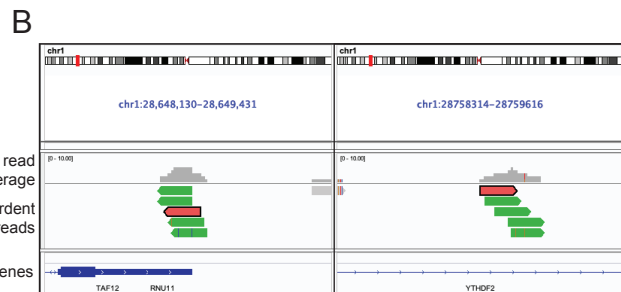 B
chr1
chr1
chr1:28,648,130-28,649,431
chr1:28758314-28759616
read
erage
[0 - 10.00]
[0 - 10.00]
rdent
reads
enes
TAF12 RNU11
YTHDF2